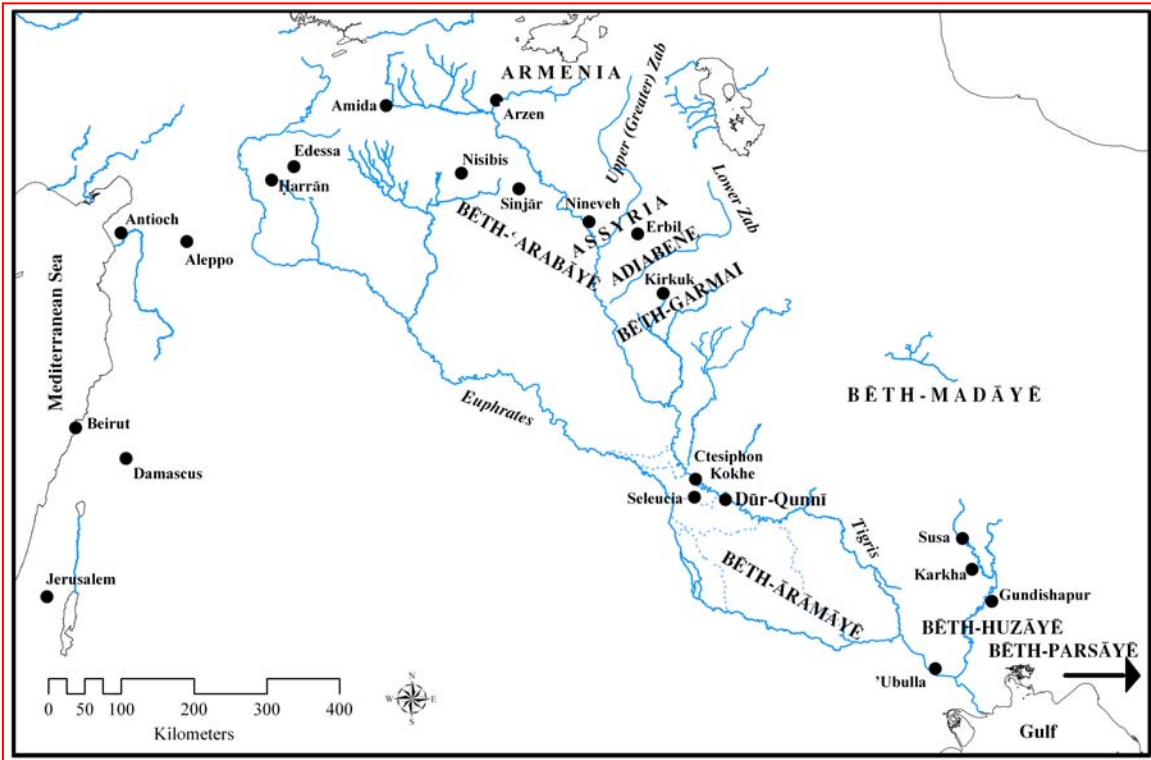 ARMENIA
Upper (Greater) Zab
Amida
Arzen
Edessa
Nisibis
Lower Zab
Ḥarrān
Sinjār
Nineveh
ASSYRIA
Antioch
BĒTH-ʿARABĀYĒ
Erbil
Aleppo
ADIABENE
Mediterranean Sea
Kirkuk
BĒTH-GARMAI
BĒTH-MADĀYĒ
Euphrates
Beirut
Damascus
Ctesiphon
Kokhe
Seleucia
Dūr-Qunnī
Tigris
Susa
Karkha
Jerusalem
BĒTH-ĀRĀMĀYĒ
Gundishapur
BĒTH-HUZĀYĒ
BĒTH-PARSĀYĒ
'Ubulla
N
W E
S
0 50 100 200 300 400
Kilometers
Gulf